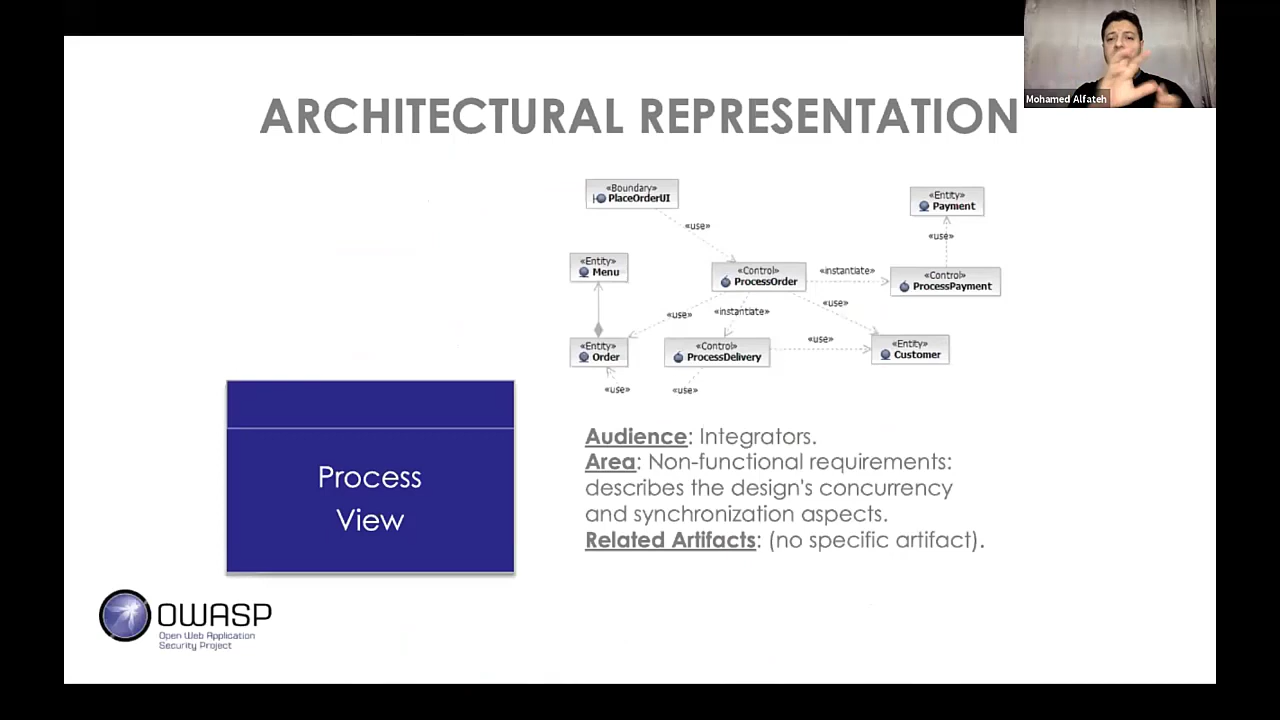 Mohamed Alfateh
ARCHITECTURAL REPRESENTATION
«Boundary»
PlaceOrderUI
«Entity»
Payment
«use»
«use»
«Entity»
Menu
«Control»
ProcessOrder
«instantiate»
«Control»
ProcessPayment
«use»
«use»
«instantiate»
«Entity»
Order
«Control»
ProcessDelivery
«use»
«Entity»
Customer
«use»
«use»
Process
View
Audience: Integrators.
Area: Non-functional requirements:
describes the design's concurrency
and synchronization aspects.
Related Artifacts: (no specific artifact).
OWASP
Open Web Application
Security Project